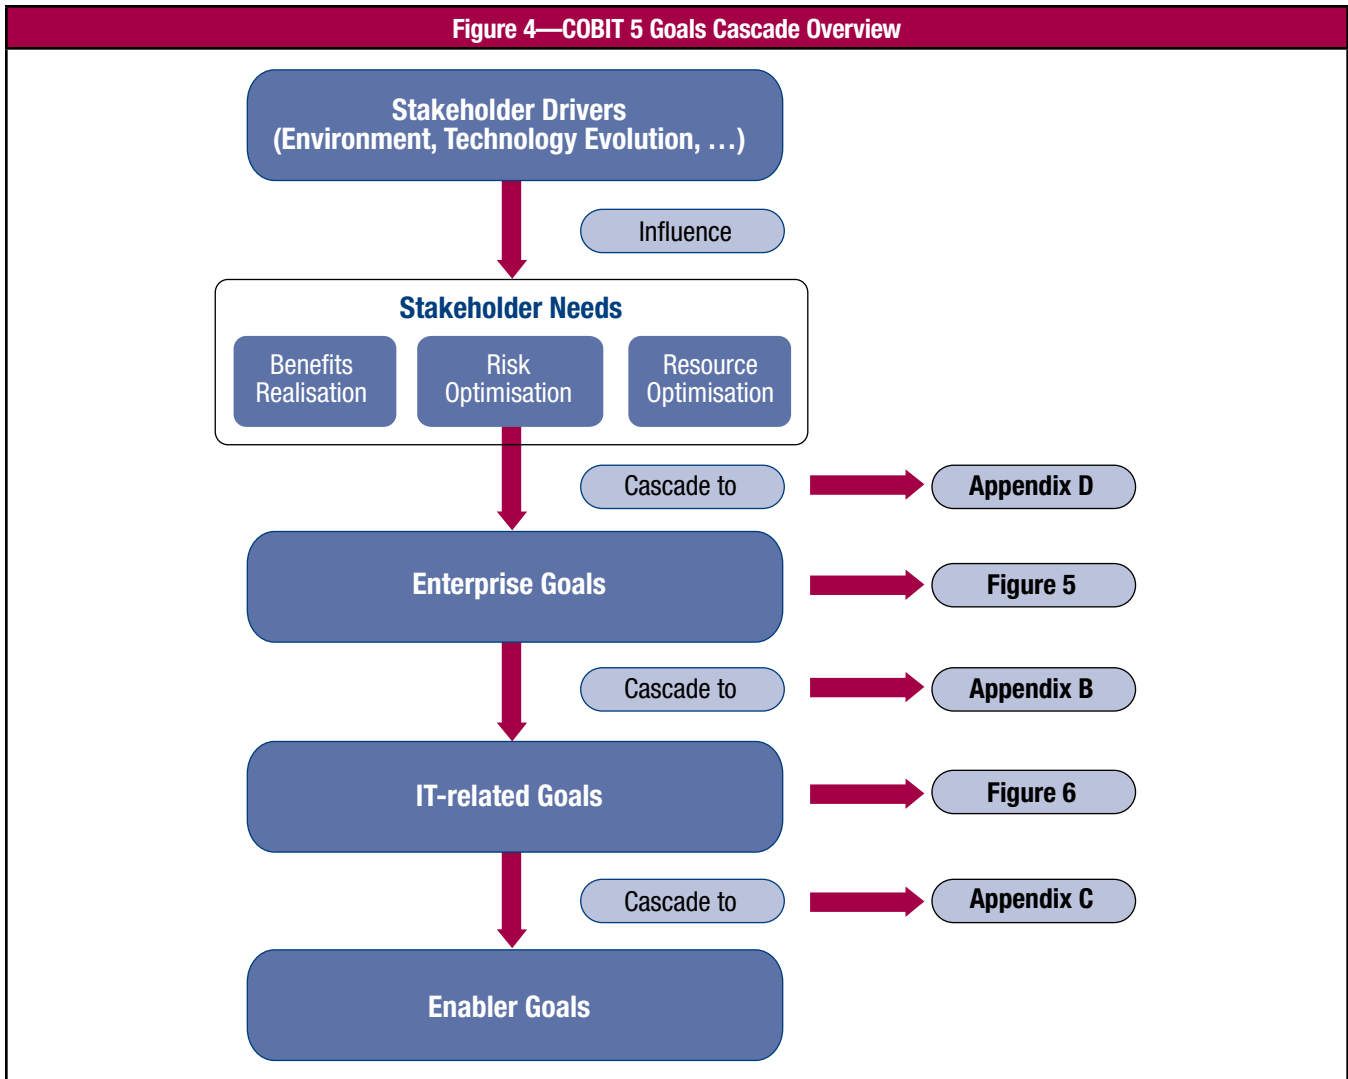 Figure 4—COBIT 5 Goals Cascade Overview
Stakeholder Drivers
(Environment, Technology Evolution, …)
Influence
Stakeholder Needs
Benefits
Realisation
Risk
Optimisation
Resource
Optimisation
Cascade to
Appendix D
Enterprise Goals
Figure 5
Cascade to
Appendix B
IT-related Goals
Figure 6
Cascade to
Appendix C
Enabler Goals